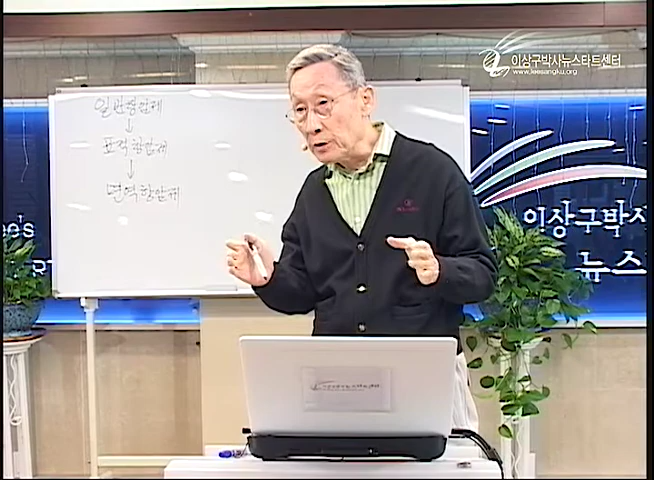 이상구박사뉴스타트센터
www.leesangku.org
일반항암제
↓
표적항암제
↓
면역항암제
ee's
이상구박사
뉴스